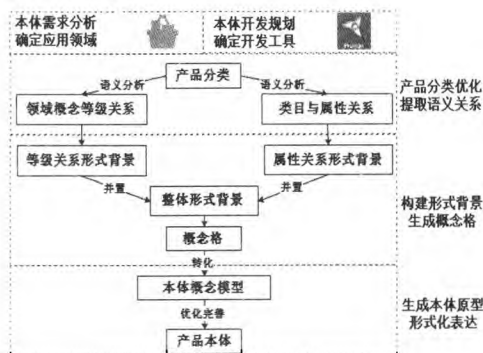 本体需求分析
确定应用领域
本体开发规划
确定开发工具
产品分类
语义分析
语义分析
领域概念等级关系
类目与属性关系
产品分类优化
提取语义关系
等级关系形式背景
属性关系形式背景
并置
并置
整体形式背景
概念格
构建形式背景
生成概念格
转化
本体概念模型
优化完善
产品本体
生成本体原型
形式化表达